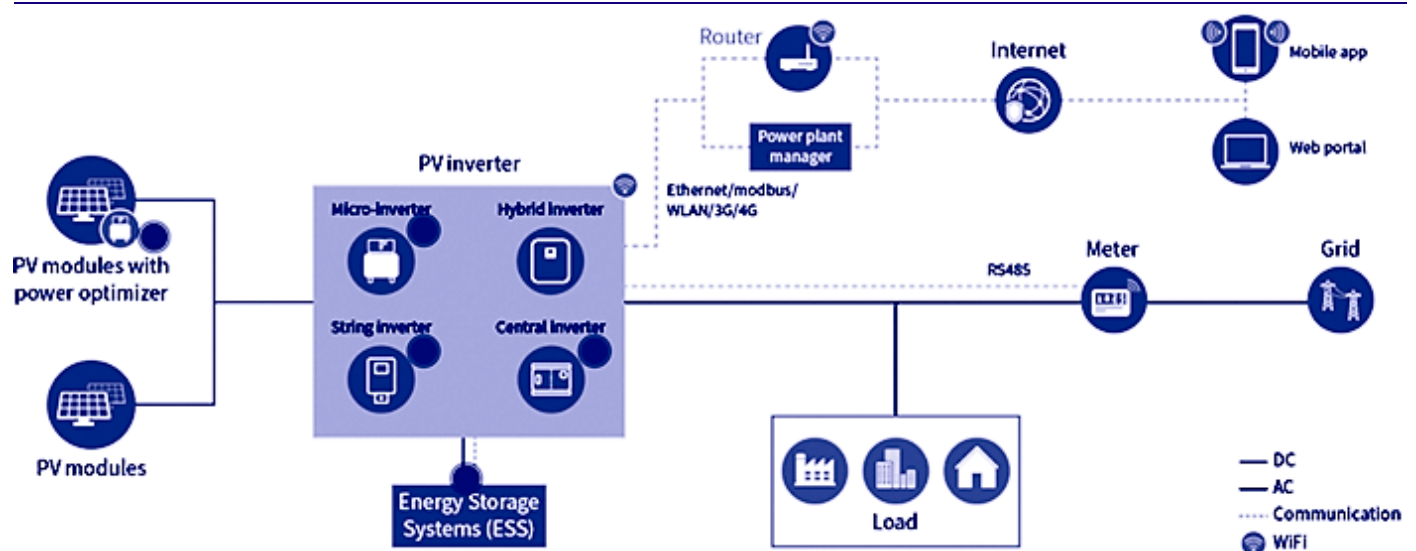 Router
Internet
Mobile app
Power plant
manager
Web portal
PV inverter
Ethernet/modbus/
WLAN/3G/4G
Micro-inverter
Hybrid inverter
PV modules with
power optimizer
RS485
Meter
Grid
String inverter
Central inverter
PV modules
Energy Storage
Systems (ESS)
Load
DC
AC
Communication
WiFi